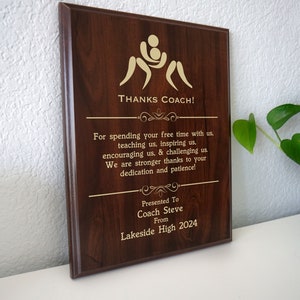 THANKS COACH!
For spending your free time with us,
teaching us, inspiring us,
encouraging us, & challenging us.
We are stronger thanks to your
dedication and patience!
Presented To
Coach Steve
From
Lakeside High 2024